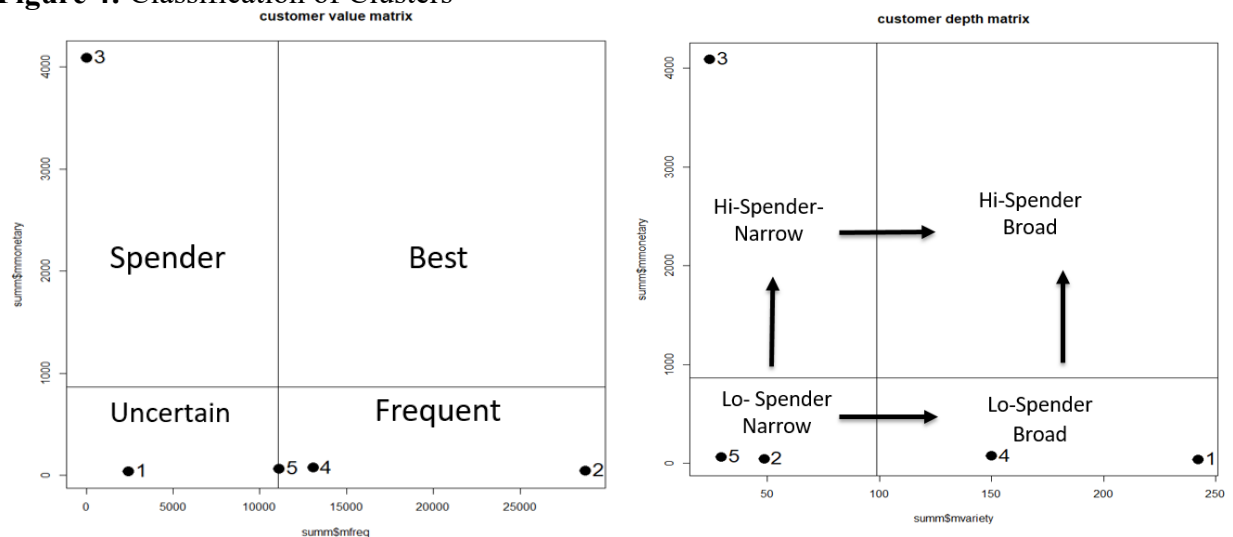 Figure 4. Classification of Clusters
customer value matrix
summ$mmonetary
4000
3000
2000
1000
0
3
Spender
Best
Uncertain
Frequent
1
5
4
2
0
5000
10000
15000
20000
25000
summ$mfreq
customer depth matrix
summ$mmonetary
4000
3000
2000
1000
0
3
Hi-Spender-
Narrow
Hi-Spender
Broad
Lo- Spender
Narrow
Lo-Spender
Broad
5
2
4
1
50
100
150
200
250
summ$mvariety